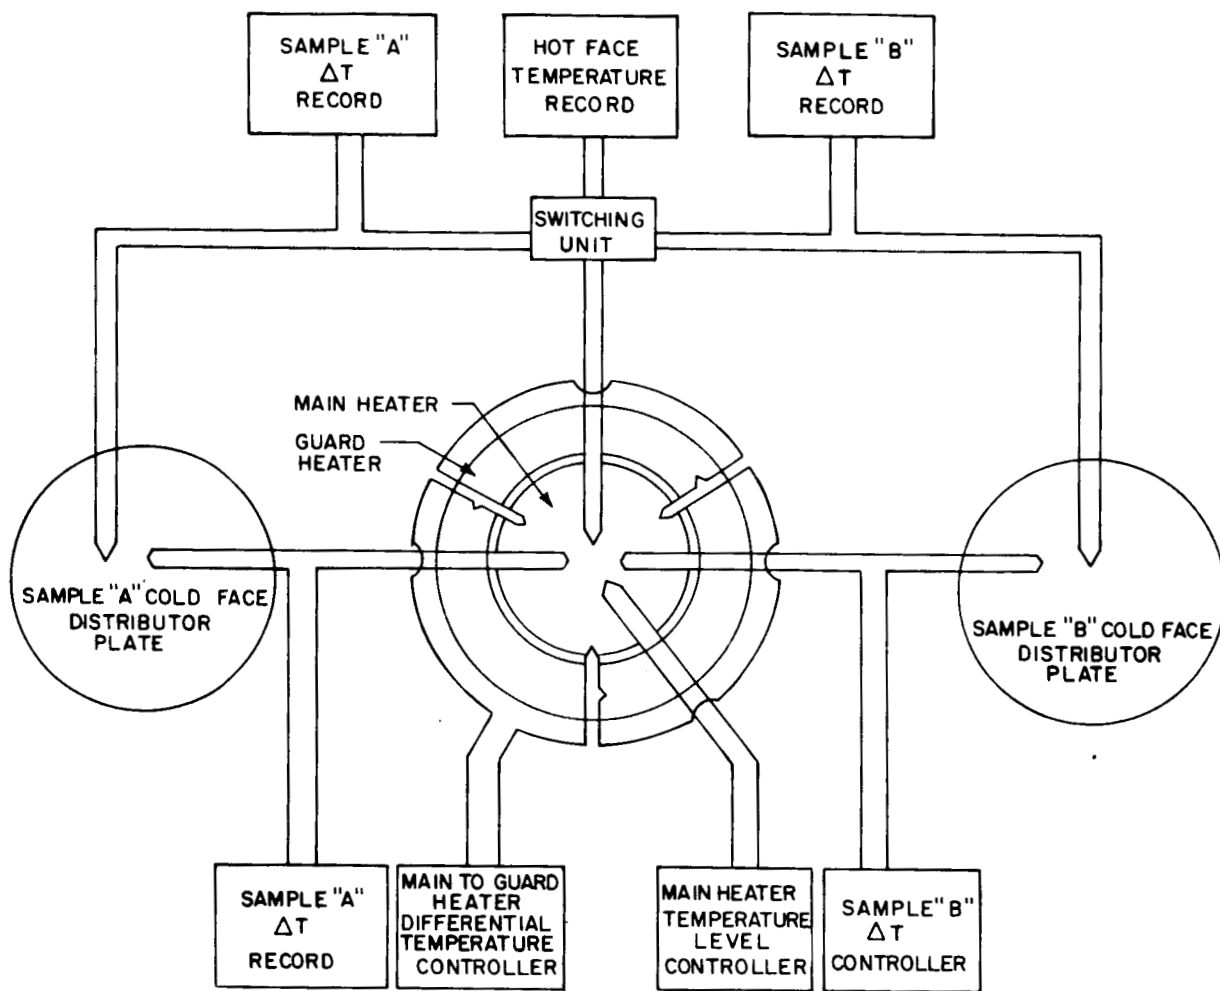 SAMPLE "A"
ΔT
RECORD
HOT FACE
TEMPERATURE
RECORD
SAMPLE "B"
ΔT
RECORD
SWITCHING
UNIT
MAIN HEATER
GUARD
HEATER
SAMPLE "A" COLD FACE
DISTRIBUTOR
PLATE
SAMPLE "B" COLD FACE
DISTRIBUTOR
PLATE
SAMPLE "A"
ΔT
RECORD
MAIN TO GUARD
HEATER
DIFFERENTIAL
TEMPERATURE
CONTROLLER
MAIN HEATER
TEMPERATURE
LEVEL
CONTROLLER
SAMPLE "B"
ΔT
CONTROLLER